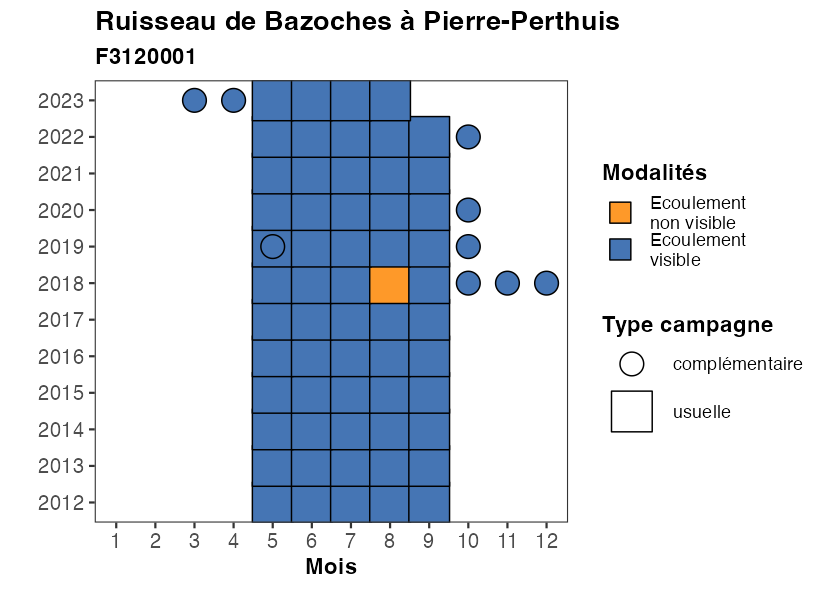 Ruisseau de Bazoches à Pierre-Perthuis
F3120001
2023
2022
2021
2020
2019
2018
2017
2016
2015
2014
2013
2012
1 2 3 4 5 6 7 8 9 10 11 12
Mois
Modalités
Ecoulement
non visible
Ecoulement
visible
Type campagne
complémentaire
usuelle